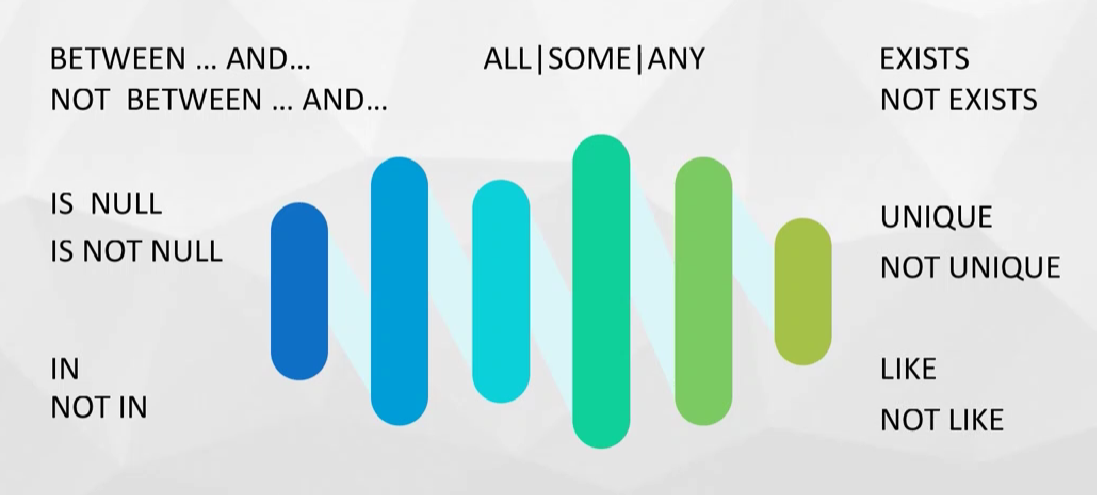 BETWEEN ... AND...
NOT BETWEEN ... AND...
IS NULL
IS NOT NULL
IN
NOT IN
ALL|SOME|ANY
EXISTS
NOT EXISTS
UNIQUE
NOT UNIQUE
LIKE
NOT LIKE